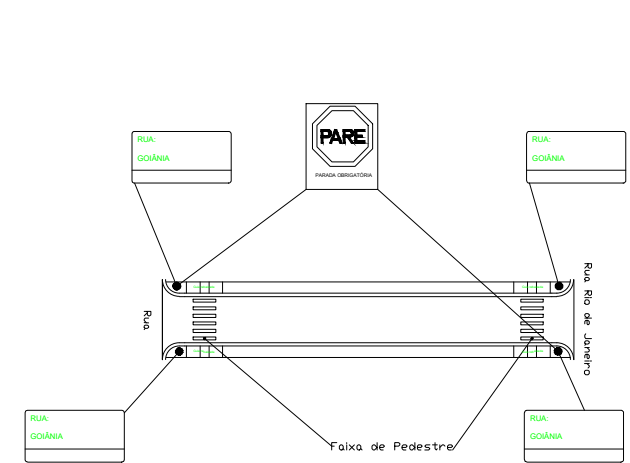 PARE
PARADA OBRIGATÓRIA
RUA:
GOIÂNIA
RUA:
GOIÂNIA
Rua
Rua Rio de Janeiro
RUA:
GOIÂNIA
Faixa de Pedestre
RUA:
GOIÂNIA